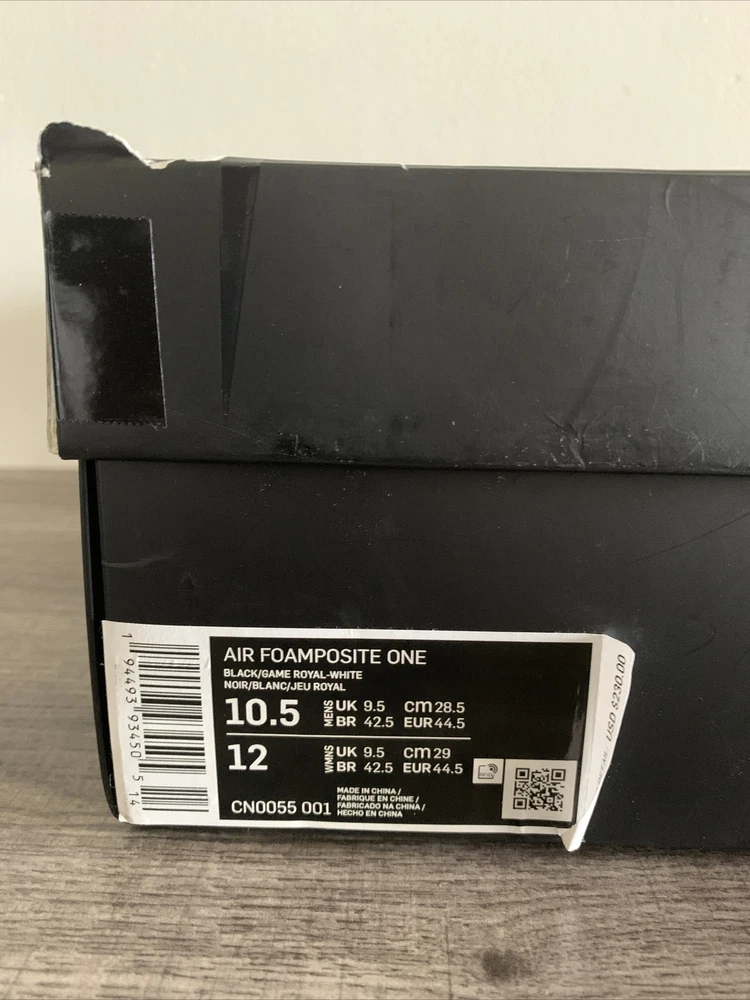 AIR FOAMPOSITE ONE
BLACK/GAME ROYAL-WHITE
NOIR/BLANC/JEU ROYAL
10.5 MENS UK 9.5 CM 28.5
BR 42.5 EUR 44.5
12 WMNS UK 9.5 CM 29
BR 42.5 EUR 44.5
CN0055 001
MADE IN CHINA /
FABRIQUE EN CHINE /
FABRICADO NA CHINA /
HECHO EN CHINA
1 94493 93450 5 14
USD $230.00